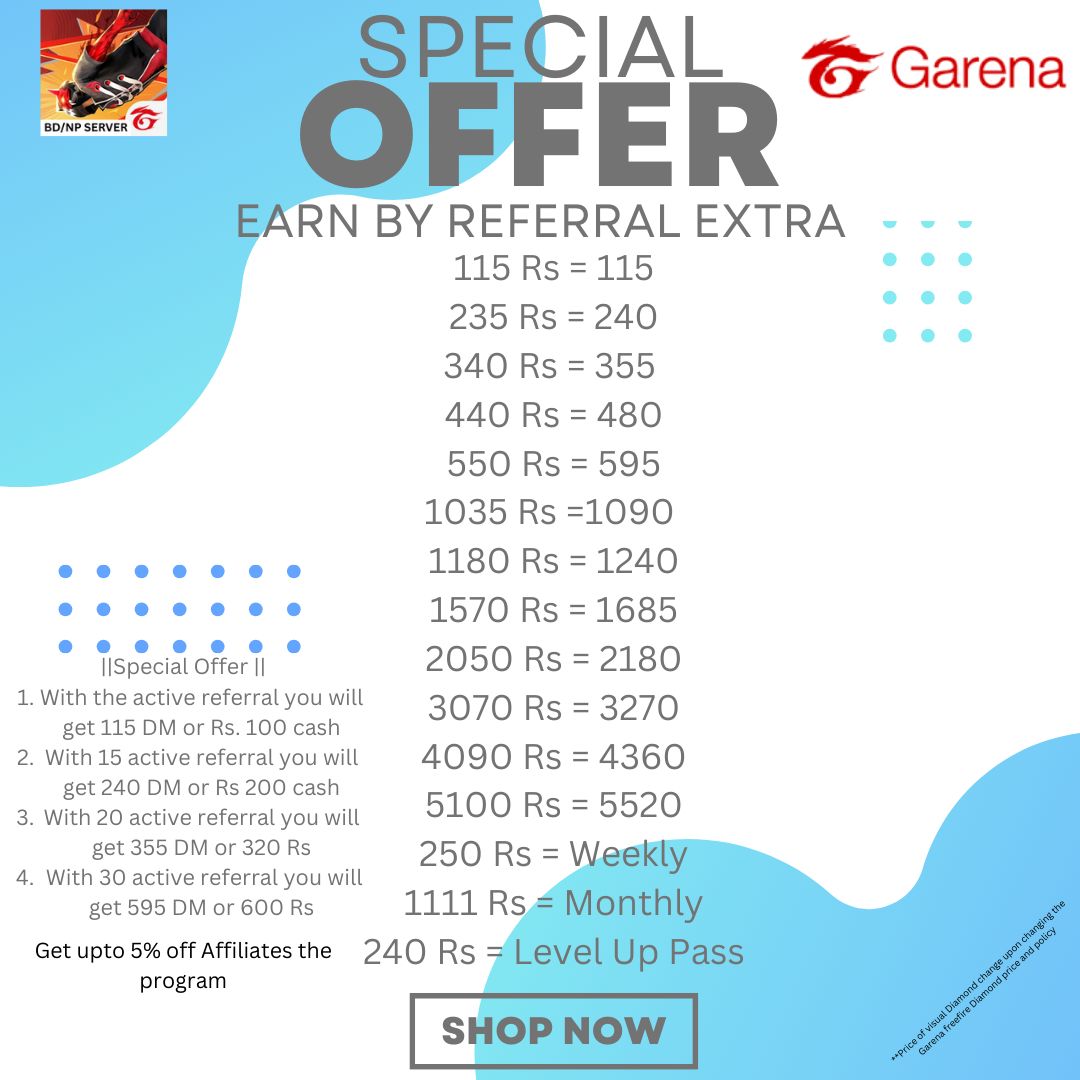 BD/NP SERVER
Garena
SPECIAL
OFFER
EARN BY REFERRAL EXTRA
115 Rs = 115
235 Rs = 240
340 Rs = 355
440 Rs = 480
550 Rs = 595
1035 Rs =1090
1180 Rs = 1240
1570 Rs = 1685
2050 Rs = 2180
3070 Rs = 3270
4090 Rs = 4360
5100 Rs = 5520
250 Rs = Weekly
1111 Rs = Monthly
240 Rs = Level Up Pass
SHOP NOW
||Special Offer ||
1. With the active referral you will
get 115 DM or Rs. 100 cash
2. With 15 active referral you will
get 240 DM or Rs 200 cash
3. With 20 active referral you will
get 355 DM or 320 Rs
4. With 30 active referral you will
get 595 DM or 600 Rs
Get upto 5% off Affiliates the
program
**Price of visual Diamond change upon changing the
Garena freefire Diamond price and policy